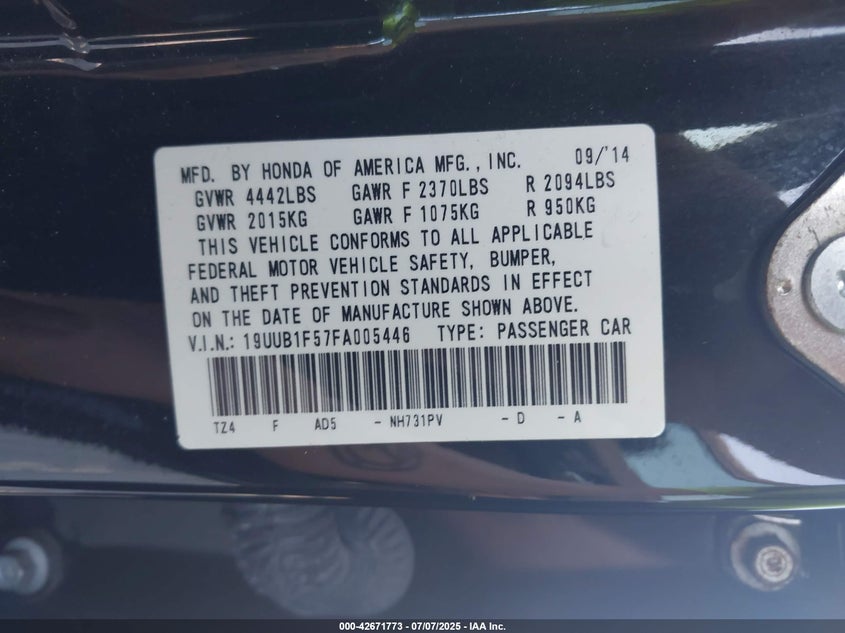 MFD. BY HONDA OF AMERICA MFG., INC. 09/'14
GVWR 4442LBS GAWR F 2370LBS R 2094LBS
GVWR 2015KG GAWR F 1075KG R 950KG
THIS VEHICLE CONFORMS TO ALL APPLICABLE
FEDERAL MOTOR VEHICLE SAFETY, BUMPER,
AND THEFT PREVENTION STANDARDS IN EFFECT
ON THE DATE OF MANUFACTURE SHOWN ABOVE.
V.I.N.: 19UUB1F57FA005446 TYPE: PASSENGER CAR
TZ4 F AD5 - NH731PV - D - A
000-42671773 - 07/07/2025 - IAA Inc.